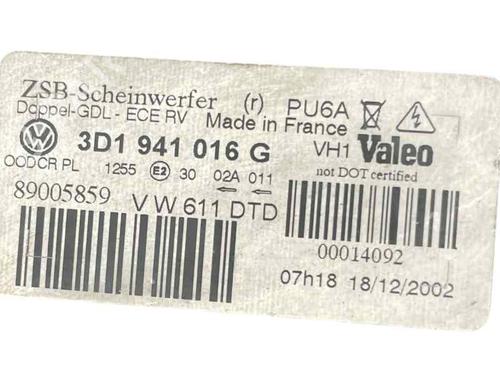 ZSB-Scheinwerfer (r) PU6A
Doppel-GDL - ECE RV Made in France
3D1 941 016 G VH1 Valeo
OODCR PL 1255 E2 30 02A 011 not DOT certified
89005859 VW 611 DTD
00014092
07h18 18/12/2002